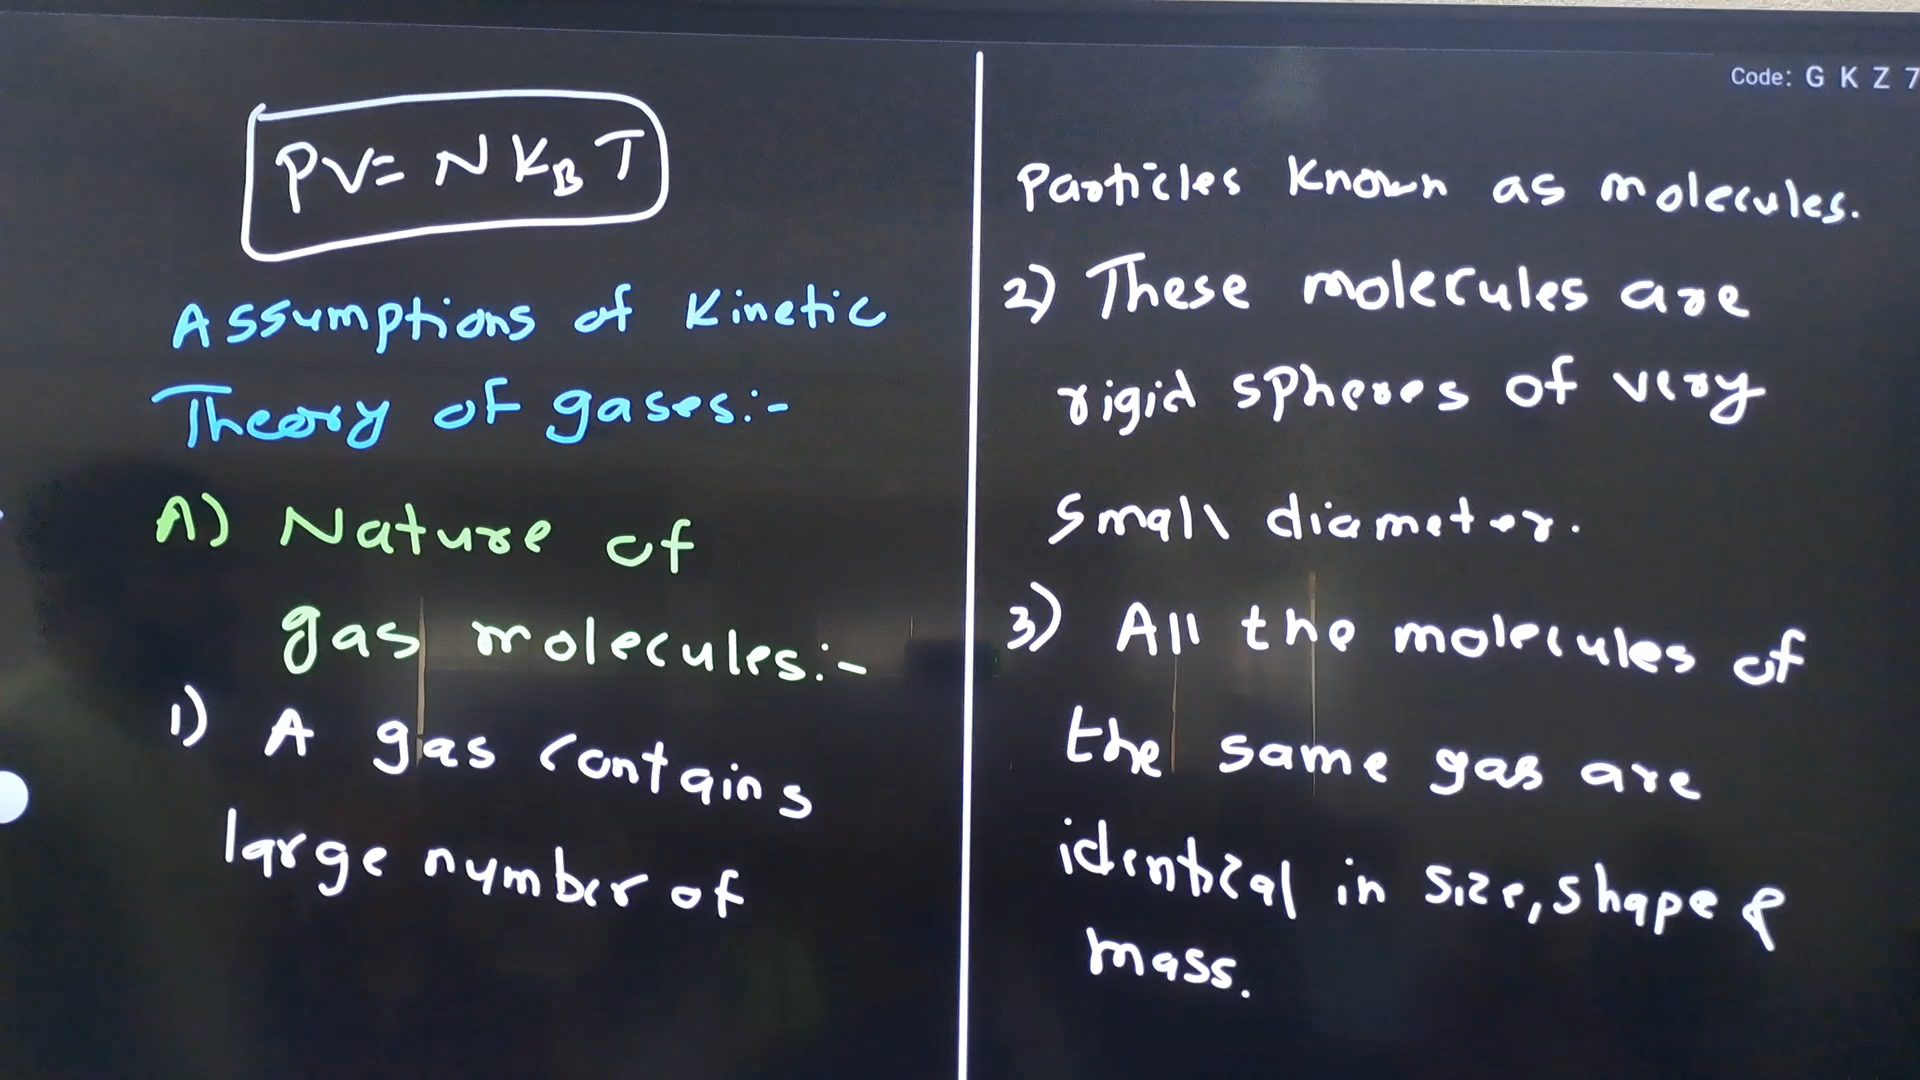 Code: G K Z 7
PV= N KB T
Assumptions of Kinetic
Theory of gases:-
A) Nature of
gas molecules:-
1) A gas contains
large number of
Particles Known as molecules.
2) These molecules are
rigid spheres of very
small diameter.
3) All the molecules of
the same gas are
identical in size, shape &
mass.